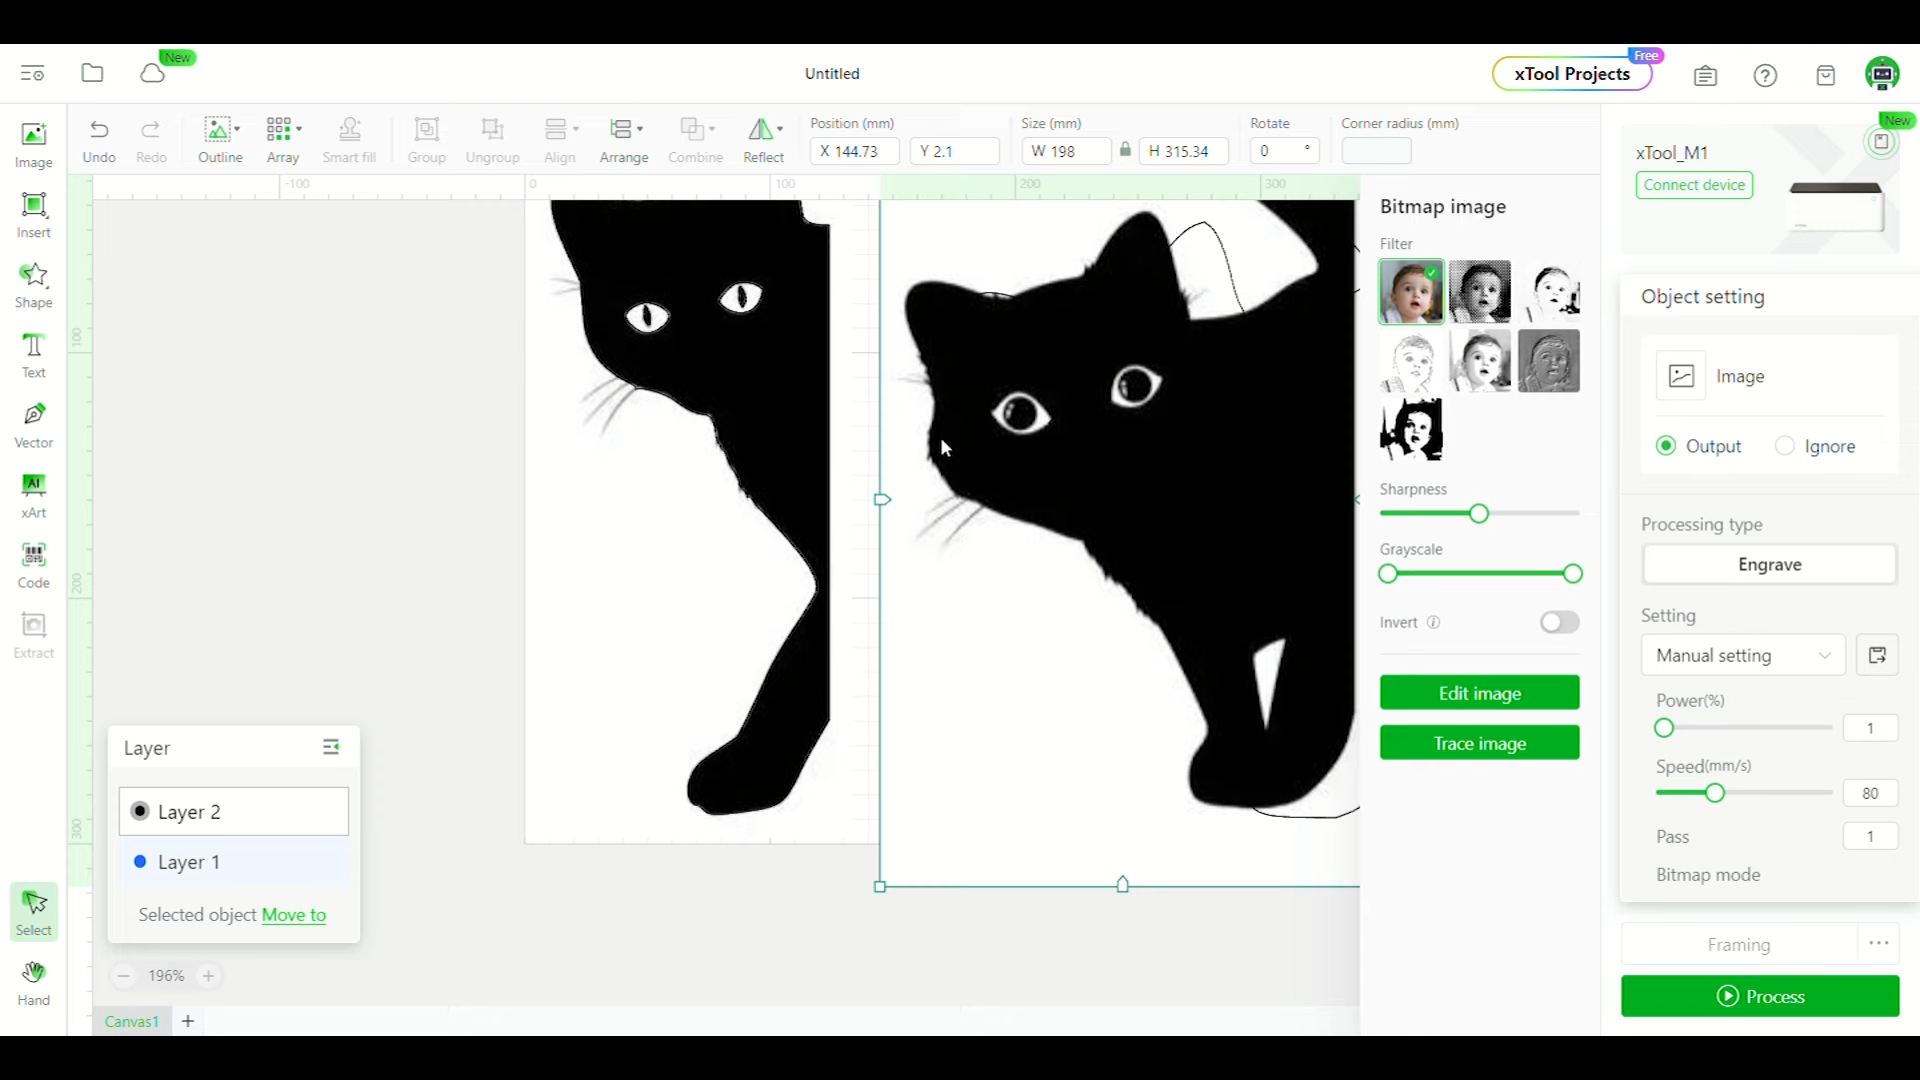 New
Untitled
Free
xTool Projects
Image
Undo
Redo
Outline
Array
Smart fill
Group
Ungroup
Align
Arrange
Combine
Reflect
Position (mm)
X 144.73
Y 2.1
Size (mm)
W 198
H 315.34
Rotate
0 °
Corner radius (mm)
New
xTool_M1
Connect device
-100
0
100
200
300
100
200
300
Insert
Shape
Text
Vector
AI
xArt
Code
Extract
Select
Hand
Bitmap image
Filter
Sharpness
Grayscale
Invert
Edit image
Trace image
Object setting
Image
Output
Ignore
Processing type
Engrave
Setting
Manual setting
Power(%)
1
Speed(mm/s)
80
Pass
1
Bitmap mode
Framing
Process
Layer
Layer 2
Layer 1
Selected object Move to
196%
Canvas1